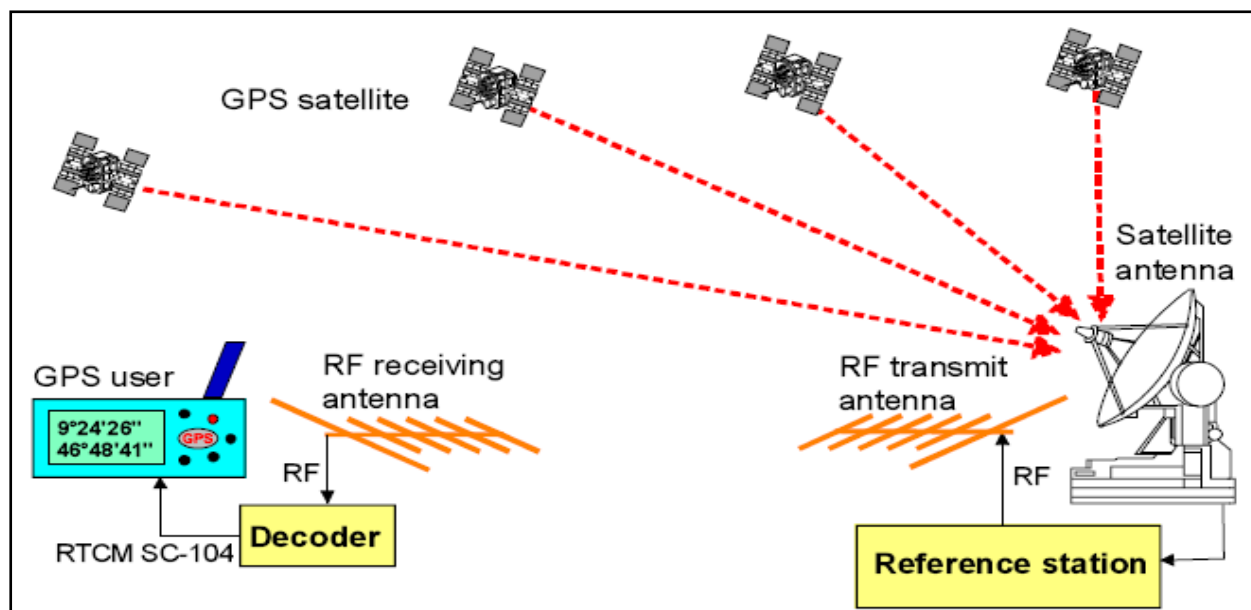 GPS satellite
Satellite
antenna
GPS user
RF receiving
antenna
RF transmit
antenna
9°24'26"
46°48'41"
GPS
RF
RF
RTCM SC-104
Decoder
Reference station